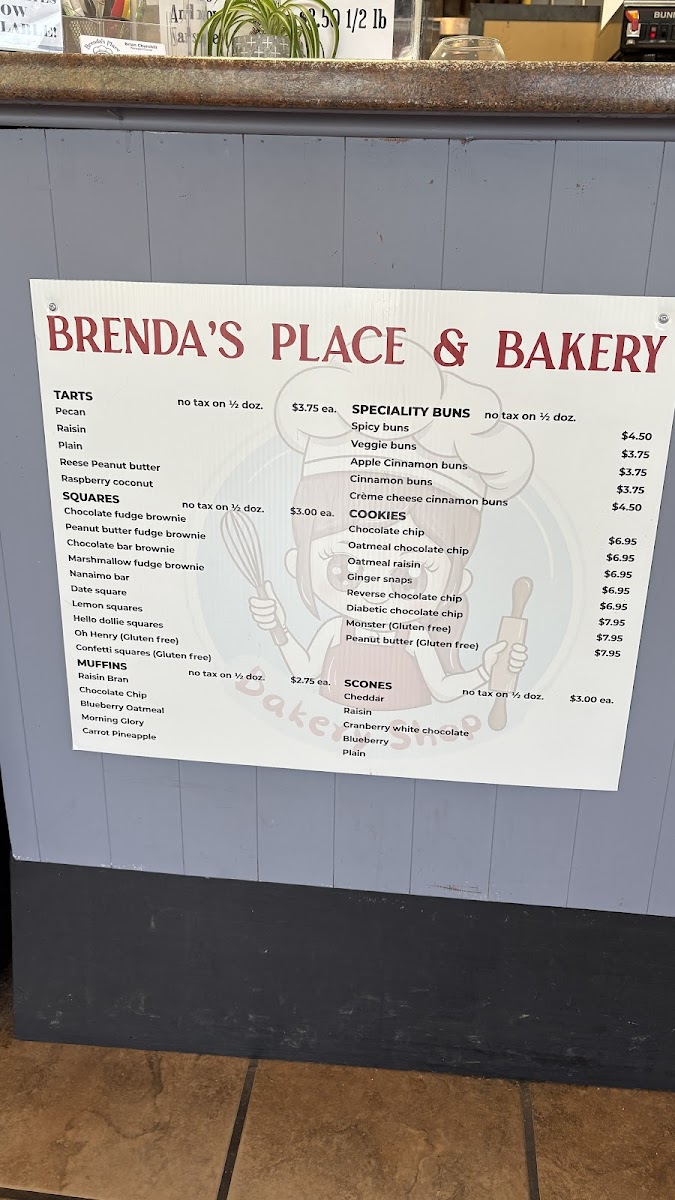 OW
LABLE!
Brenda's Place
Brian Churchill
$2.50 1/2 lb
BUNN
BRENDA'S PLACE & BAKERY
TARTS no tax on ½ doz. $3.75 ea.
Pecan
Raisin
Plain
Reese Peanut butter
Raspberry coconut
SQUARES no tax on ½ doz. $3.00 ea.
Chocolate fudge brownie
Peanut butter fudge brownie
Chocolate bar brownie
Marshmallow fudge brownie
Nanaimo bar
Date square
Lemon squares
Hello dollie squares
Oh Henry (Gluten free)
Confetti squares (Gluten free)
MUFFINS no tax on ½ doz. $2.75 ea.
Raisin Bran
Chocolate Chip
Blueberry Oatmeal
Morning Glory
Carrot Pineapple
SPECIALITY BUNS no tax on ½ doz.
Spicy buns $4.50
Veggie buns $3.75
Apple Cinnamon buns $3.75
Cinnamon buns $3.75
Crème cheese cinnamon buns $4.50
COOKIES
Chocolate chip $6.95
Oatmeal chocolate chip $6.95
Oatmeal raisin $6.95
Ginger snaps $6.95
Reverse chocolate chip $6.95
Diabetic chocolate chip $7.95
Monster (Gluten free) $7.95
Peanut butter (Gluten free) $7.95
SCONES no tax on ½ doz. $3.00 ea.
Cheddar
Raisin
Cranberry white chocolate
Blueberry
Plain
Bakery Shop